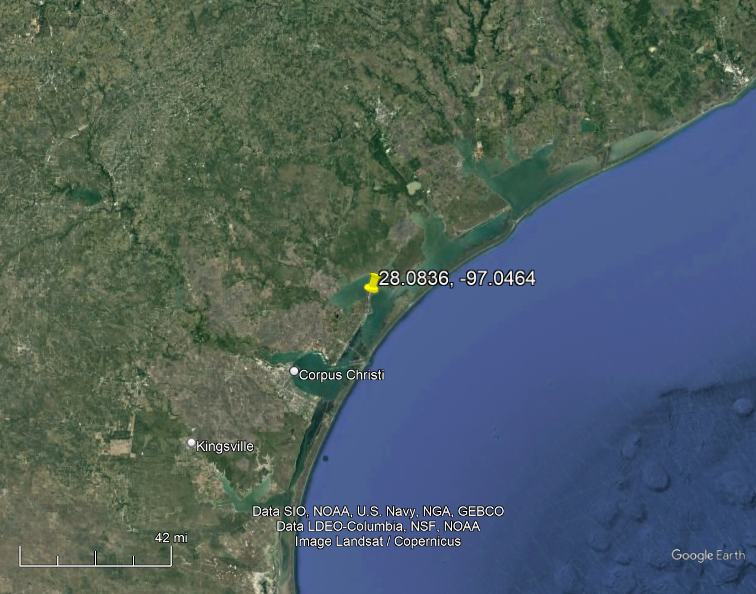 28.0836, -97.0464
Corpus Christi
Kingsville
Data SIO, NOAA, U.S. Navy, NGA, GEBCO
Data LDEO-Columbia, NSF, NOAA
Image Landsat / Copernicus
42 mi
Google Earth